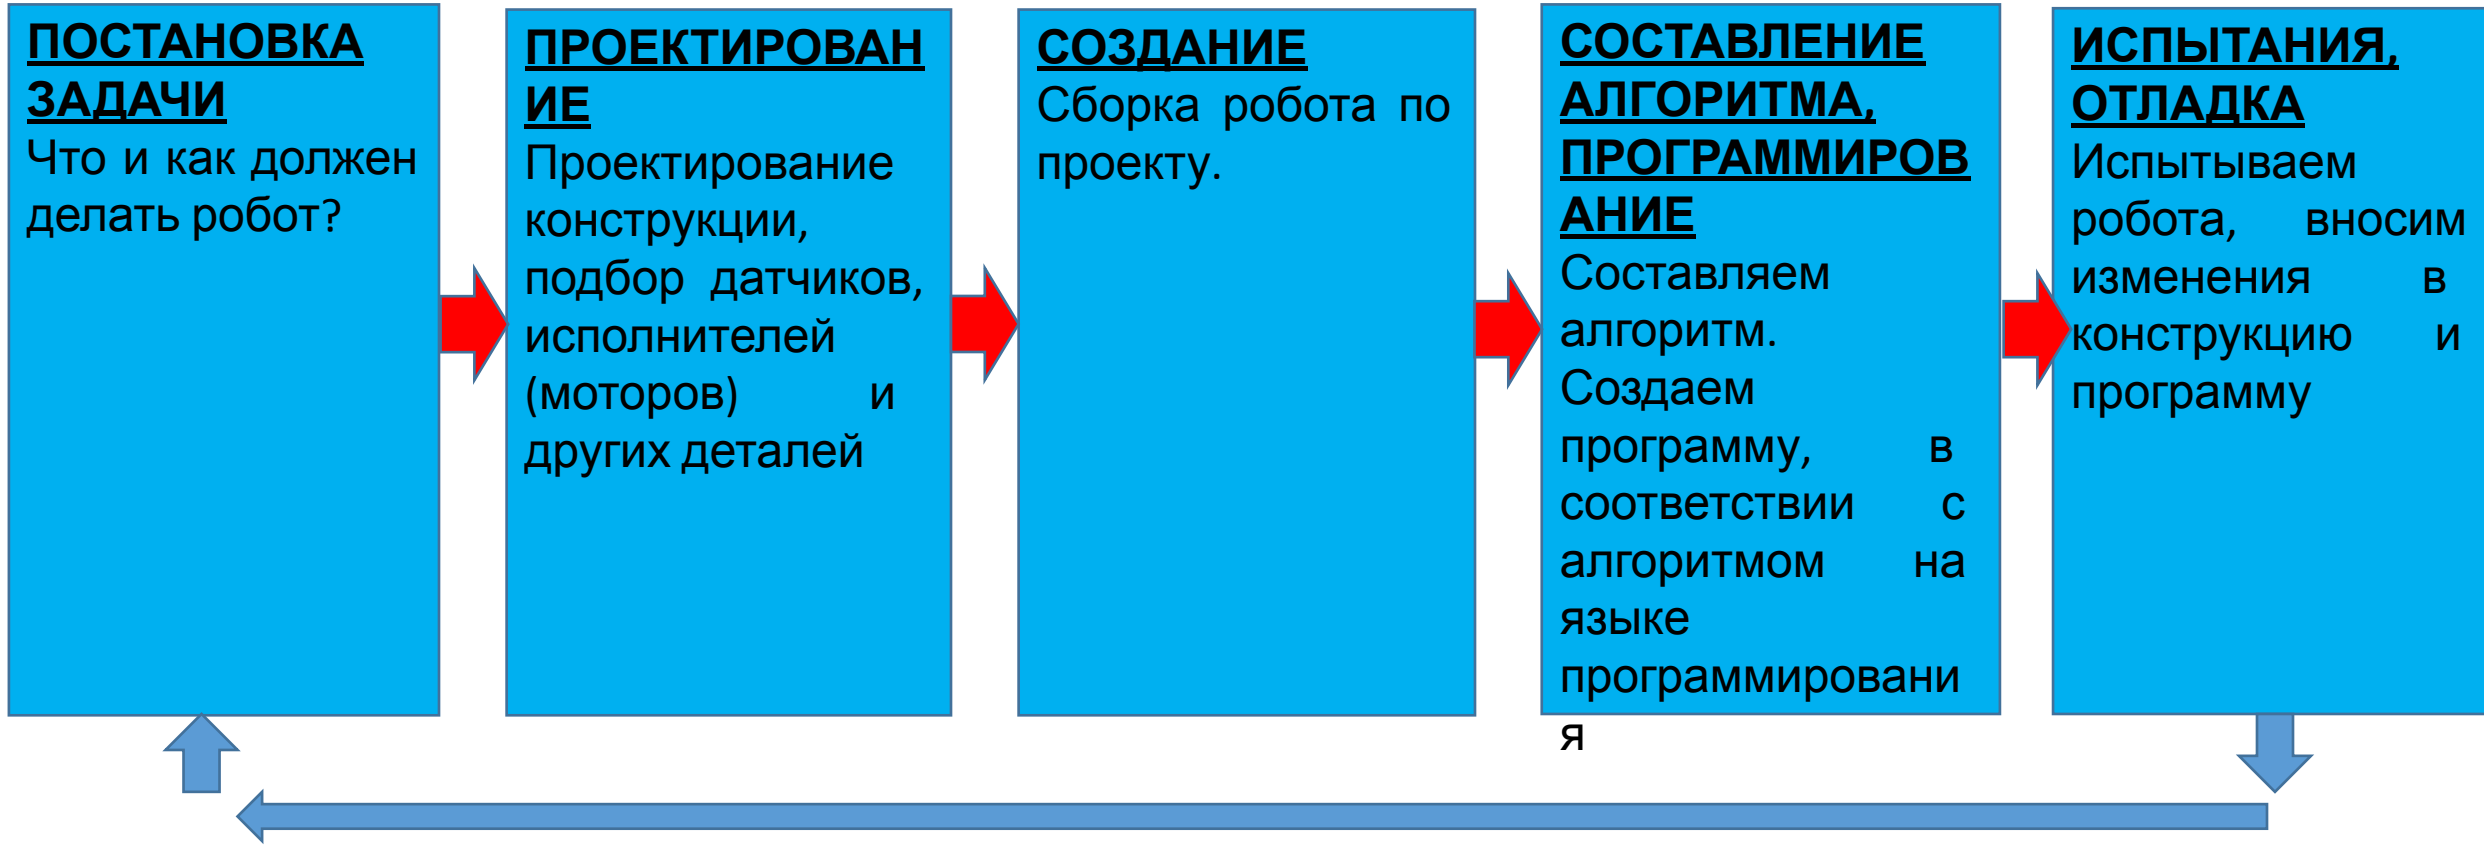 ПОСТАНОВКА
ЗАДАЧИ
Что и как должен
делать робот?
ПРОЕКТИРОВАН
ИЕ
Проектирование
конструкции,
подбор датчиков,
исполнителей
(моторов) и
других деталей
СОЗДАНИЕ
Сборка робота по
проекту.
СОСТАВЛЕНИЕ
АЛГОРИТМА,
ПРОГРАММИРОВ
АНИЕ
Составляем
алгоритм.
Создаем
программу, в
соответствии с
алгоритмом на
языке
программировани
я
ИСПЫТАНИЯ,
ОТЛАДКА
Испытываем
робота, вносим
изменения в
конструкцию и
программу